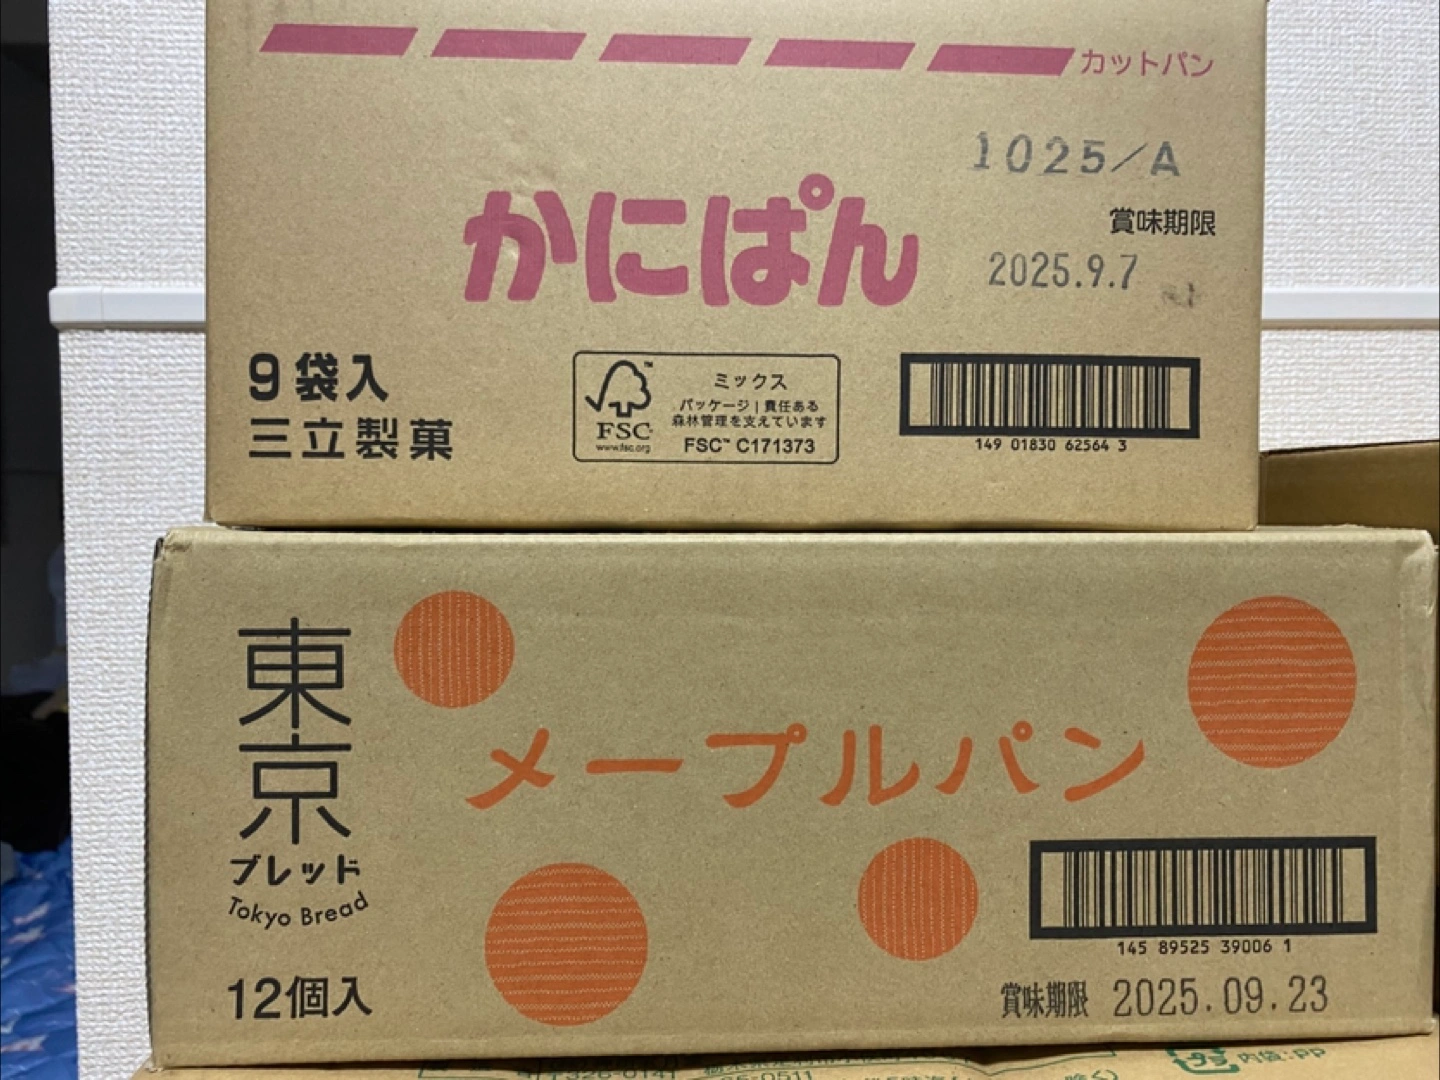 カットパン
1025/A
かにぱん
賞味期限
2025.9.7
9袋入
三立製菓
FSC
www.fsc.org
ミックス
パッケージ|責任ある
森林管理を支えています
FSC™ C171373
149 01830 62564 3
東京
ブレッド
Tokyo Bread
メープルパン
12個入
145 89525 39006 1
賞味期限 2025.09.23
内袋:PP